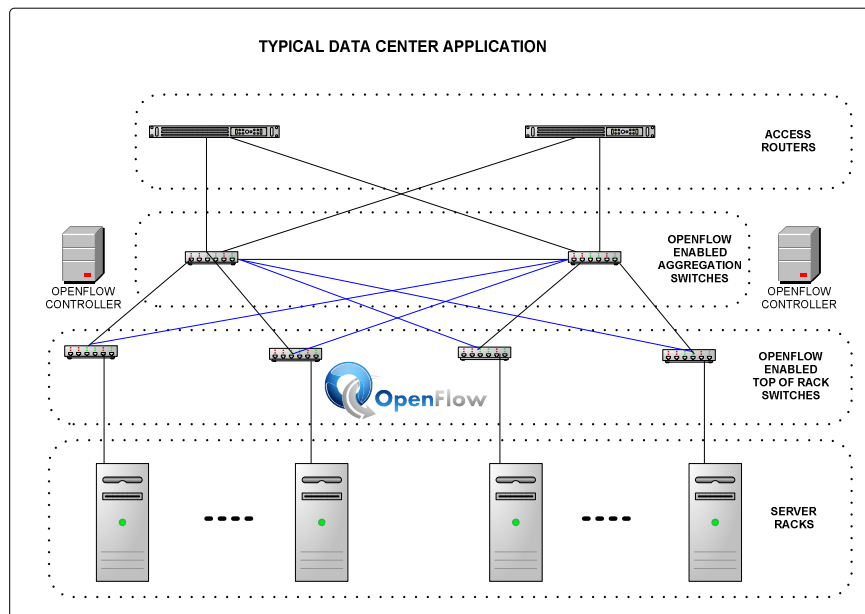 TYPICAL DATA CENTER APPLICATION
ACCESS
ROUTERS
OPENFLOW
CONTROLLER
OPENFLOW
ENABLED
AGGREGATION
SWITCHES
OPENFLOW
CONTROLLER
OPENFLOW
ENABLED
TOP OF RACK
SWITCHES
OpenFlow
SERVER
RACKS